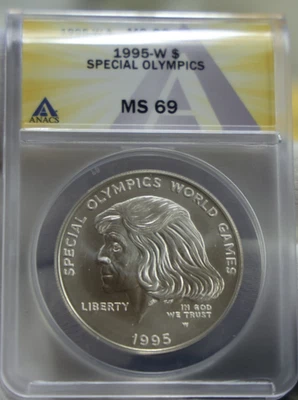 1995-W $
SPECIAL OLYMPICS
MS 69
ANACS
SPECIAL OLYMPICS WORLD GAMES
LIBERTY
IN GOD
WE TRUST
W
1995